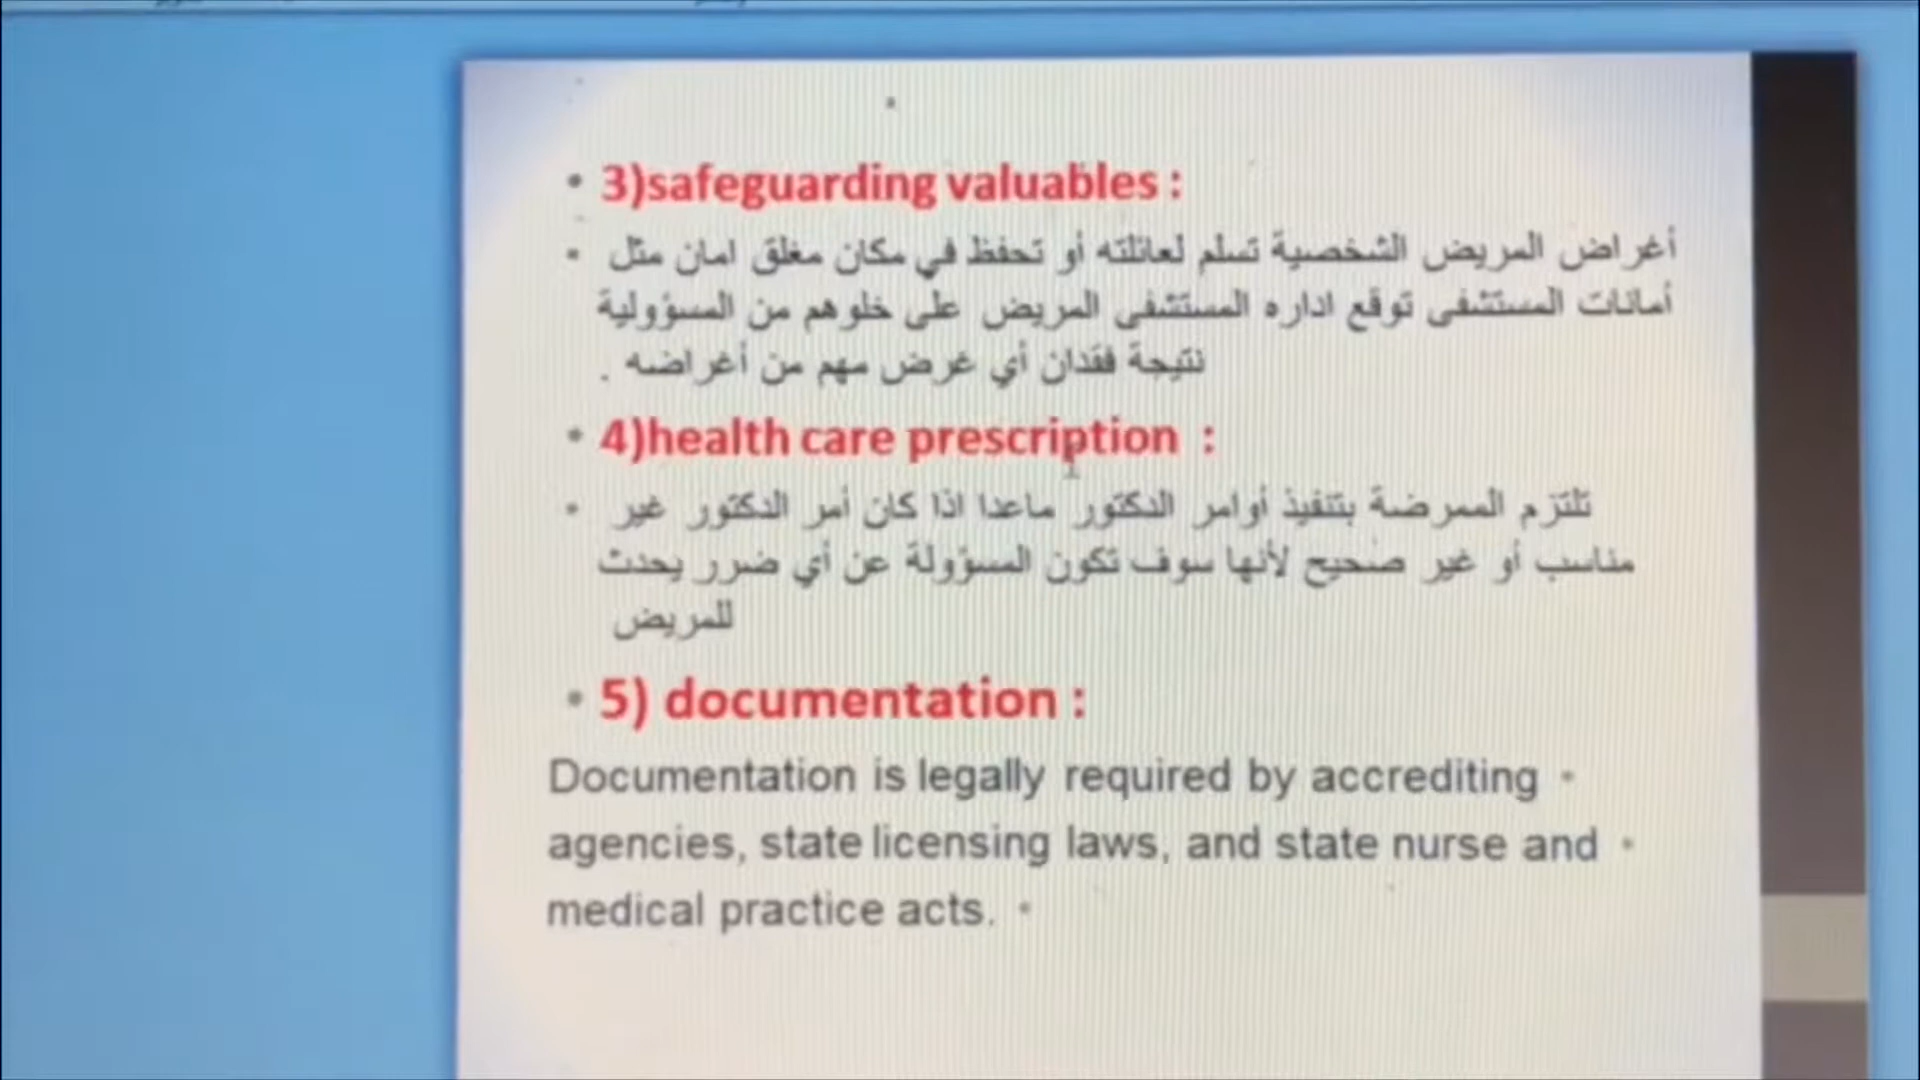 • 3)safeguarding valuables :
• أغراض المريض الشخصية تسلم لعائلته أو تحفظ في مكان مغلق امان مثل
أمانات المستشفى توقع اداره المستشفى المريض على خلوهم من المسؤولية
نتيجة فقدان أي غرض مهم من أغراضه .
• 4)health care prescription :
• تلتزم الممرضة بتنفيذ أوامر الدكتور ماعدا اذا كان أمر الدكتور غير
مناسب أو غير صحيح لأنها سوف تكون المسؤولة عن أي ضرر يحدث
للمريض
• 5) documentation :
Documentation is legally required by accrediting •
agencies, state licensing laws, and state nurse and •
medical practice acts. •